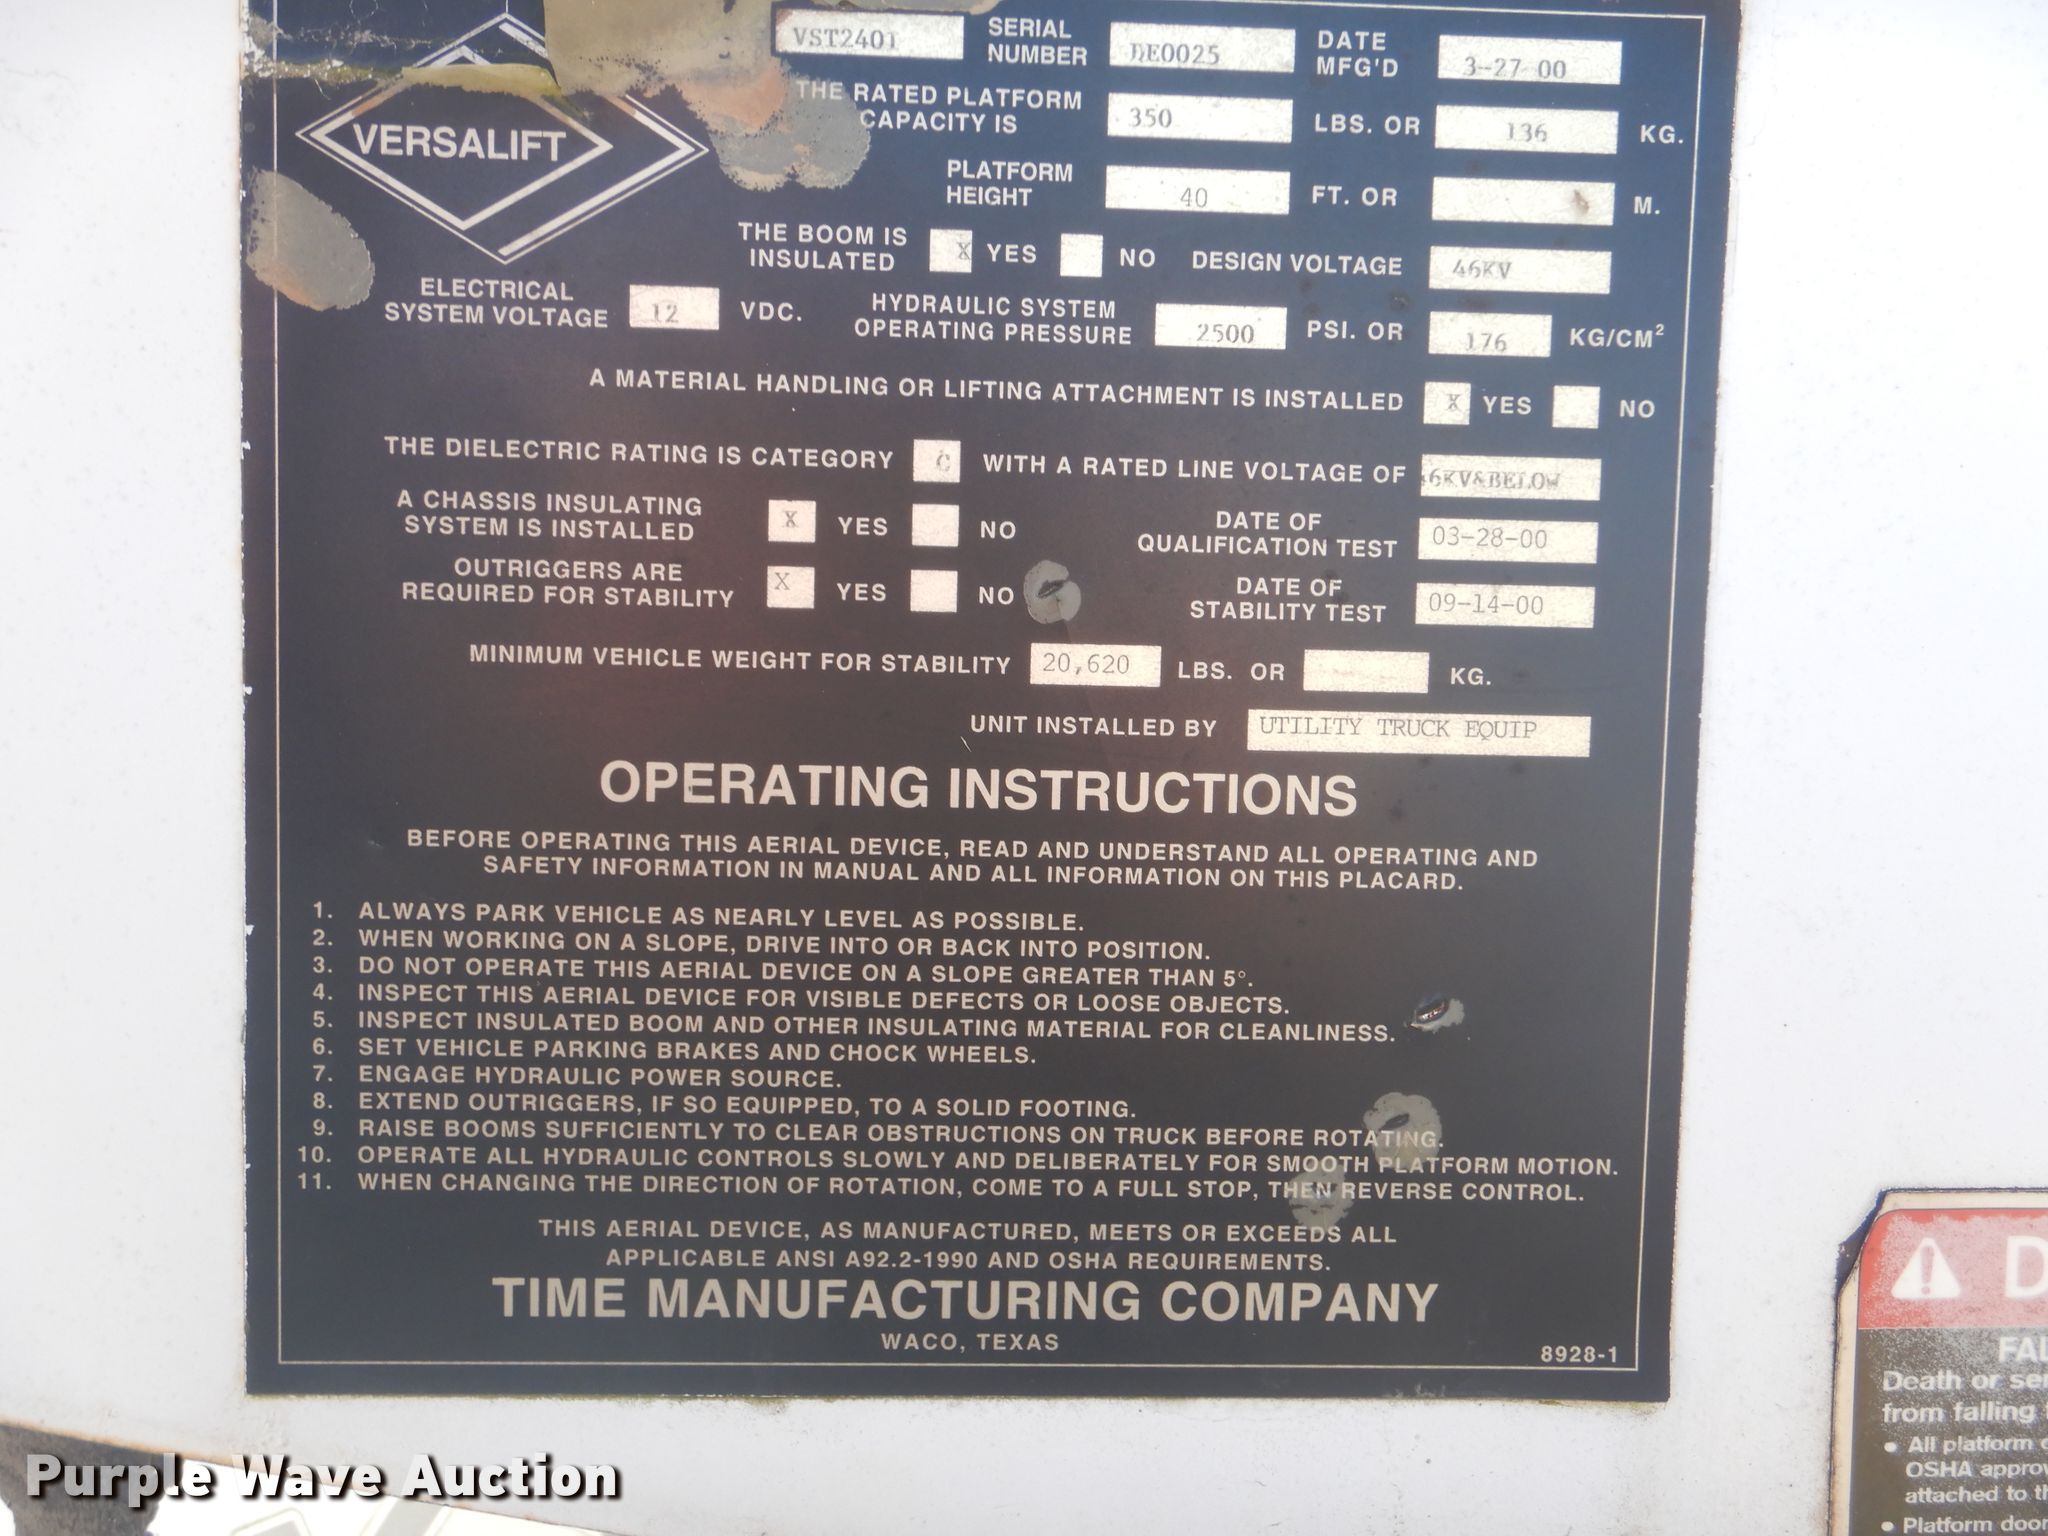 VST2401 SERIAL NUMBER DE0025 DATE MFG'D 3-27-00
THE RATED PLATFORM CAPACITY IS 350 LBS. OR 136 KG.
VERSALIFT
PLATFORM HEIGHT 40 FT. OR M.
THE BOOM IS INSULATED X YES NO DESIGN VOLTAGE 46KV
ELECTRICAL SYSTEM VOLTAGE 12 VDC. HYDRAULIC SYSTEM OPERATING PRESSURE 2500 PSI. OR 176 KG/CM²
A MATERIAL HANDLING OR LIFTING ATTACHMENT IS INSTALLED X YES NO
THE DIELECTRIC RATING IS CATEGORY C WITH A RATED LINE VOLTAGE OF 46KV&BELOW
A CHASSIS INSULATING SYSTEM IS INSTALLED X YES NO DATE OF QUALIFICATION TEST 03-28-00
OUTRIGGERS ARE REQUIRED FOR STABILITY X YES NO DATE OF STABILITY TEST 09-14-00
MINIMUM VEHICLE WEIGHT FOR STABILITY 20,620 LBS. OR KG.
UNIT INSTALLED BY UTILITY TRUCK EQUIP
OPERATING INSTRUCTIONS
BEFORE OPERATING THIS AERIAL DEVICE, READ AND UNDERSTAND ALL OPERATING AND
SAFETY INFORMATION IN MANUAL AND ALL INFORMATION ON THIS PLACARD.
1. ALWAYS PARK VEHICLE AS NEARLY LEVEL AS POSSIBLE.
2. WHEN WORKING ON A SLOPE, DRIVE INTO OR BACK INTO POSITION.
3. DO NOT OPERATE THIS AERIAL DEVICE ON A SLOPE GREATER THAN 5°.
4. INSPECT THIS AERIAL DEVICE FOR VISIBLE DEFECTS OR LOOSE OBJECTS.
5. INSPECT INSULATED BOOM AND OTHER INSULATING MATERIAL FOR CLEANLINESS.
6. SET VEHICLE PARKING BRAKES AND CHOCK WHEELS.
7. ENGAGE HYDRAULIC POWER SOURCE.
8. EXTEND OUTRIGGERS, IF SO EQUIPPED, TO A SOLID FOOTING.
9. RAISE BOOMS SUFFICIENTLY TO CLEAR OBSTRUCTIONS ON TRUCK BEFORE ROTATING.
10. OPERATE ALL HYDRAULIC CONTROLS SLOWLY AND DELIBERATELY FOR SMOOTH PLATFORM MOTION.
11. WHEN CHANGING THE DIRECTION OF ROTATION, COME TO A FULL STOP, THEN REVERSE CONTROL.
THIS AERIAL DEVICE, AS MANUFACTURED, MEETS OR EXCEEDS ALL
APPLICABLE ANSI A92.2-1990 AND OSHA REQUIREMENTS.
TIME MANUFACTURING COMPANY
WACO, TEXAS
8928-1
Death or
from falling
• All platform
OSHA
attached to
• Platform
Purple Wave Auction